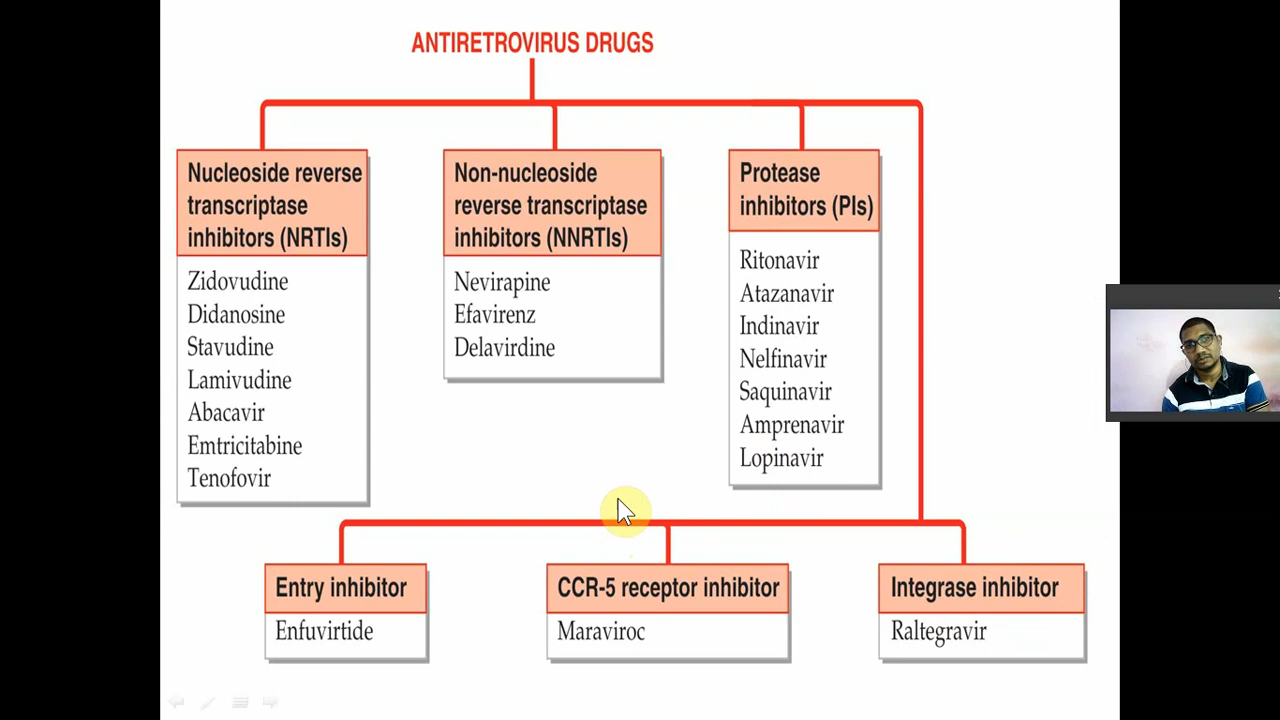 ANTIRETROVIRUS DRUGS
Nucleoside reverse
transcriptase
inhibitors (NRTIs)
Zidovudine
Didanosine
Stavudine
Lamivudine
Abacavir
Emtricitabine
Tenofovir
Non-nucleoside
reverse transcriptase
inhibitors (NNRTIs)
Nevirapine
Efavirenz
Delavirdine
Protease
inhibitors (PIs)
Ritonavir
Atazanavir
Indinavir
Nelfinavir
Saquinavir
Amprenavir
Lopinavir
Entry inhibitor
Enfuvirtide
CCR-5 receptor inhibitor
Maraviroc
Integrase inhibitor
Raltegravir